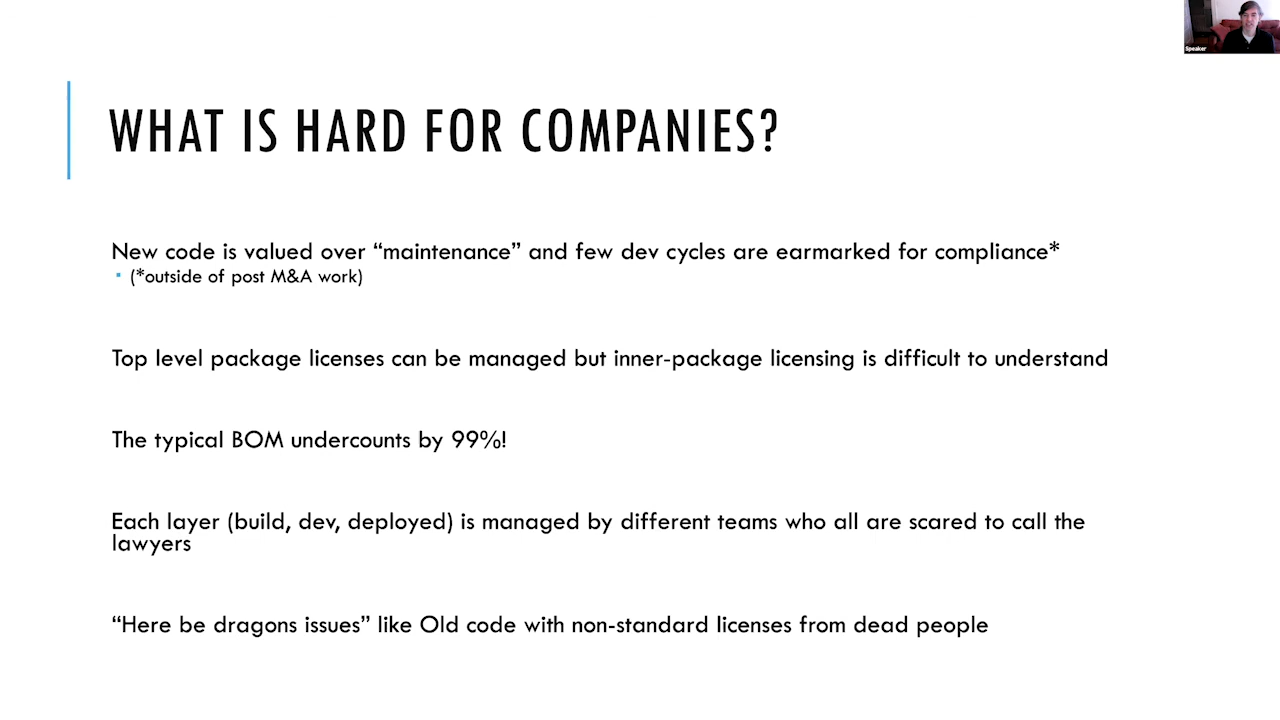 Speaker
WHAT IS HARD FOR COMPANIES?
New code is valued over “maintenance” and few dev cycles are earmarked for compliance*
(*outside of post M&A work)
Top level package licenses can be managed but inner-package licensing is difficult to understand
The typical BOM undercounts by 99%!
Each layer (build, dev, deployed) is managed by different teams who all are scared to call the
lawyers
“Here be dragons issues” like Old code with non-standard licenses from dead people